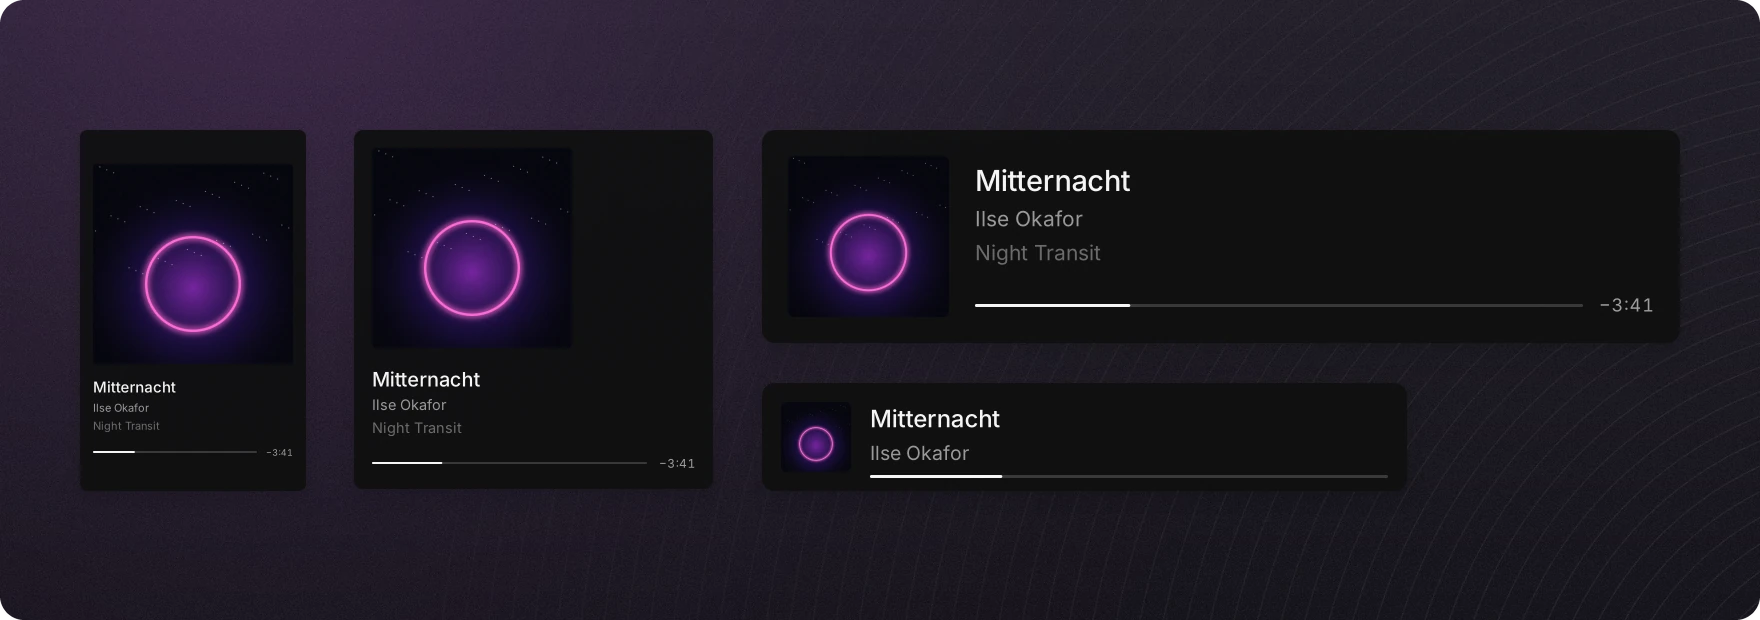 Mitternacht
Ilse Okafor
Night Transit
−3:41
Mitternacht
Ilse Okafor
Night Transit
−3:41
Mitternacht
Ilse Okafor
Night Transit
−3:41
Mitternacht
Ilse Okafor